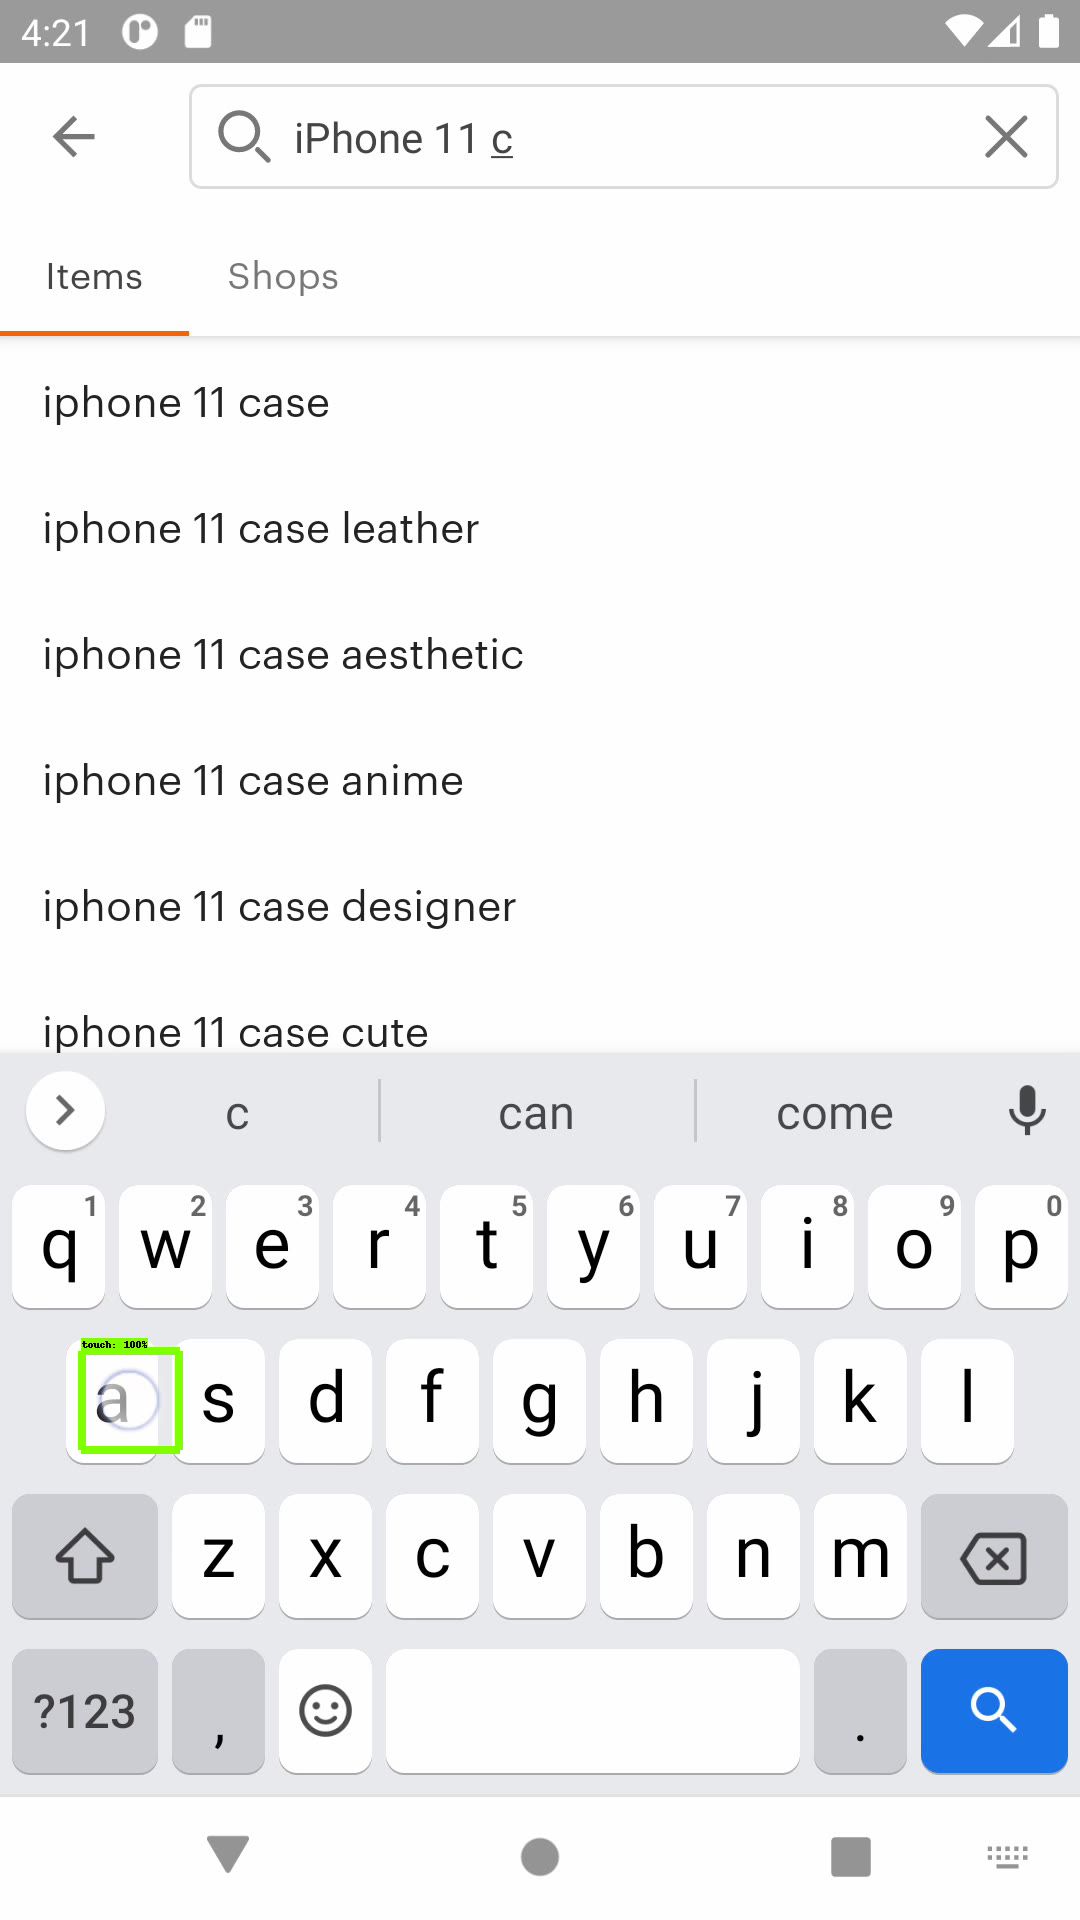 4:21
iPhone 11 c
Items Shops
iphone 11 case
iphone 11 case leather
iphone 11 case aesthetic
iphone 11 case anime
iphone 11 case designer
iphone 11 case cute
c can come
1 2 3 4 5 6 7 8 9 0
q w e r t y u i o p
touch: 100%
a s d f g h j k l
z x c v b n m
?123 , .